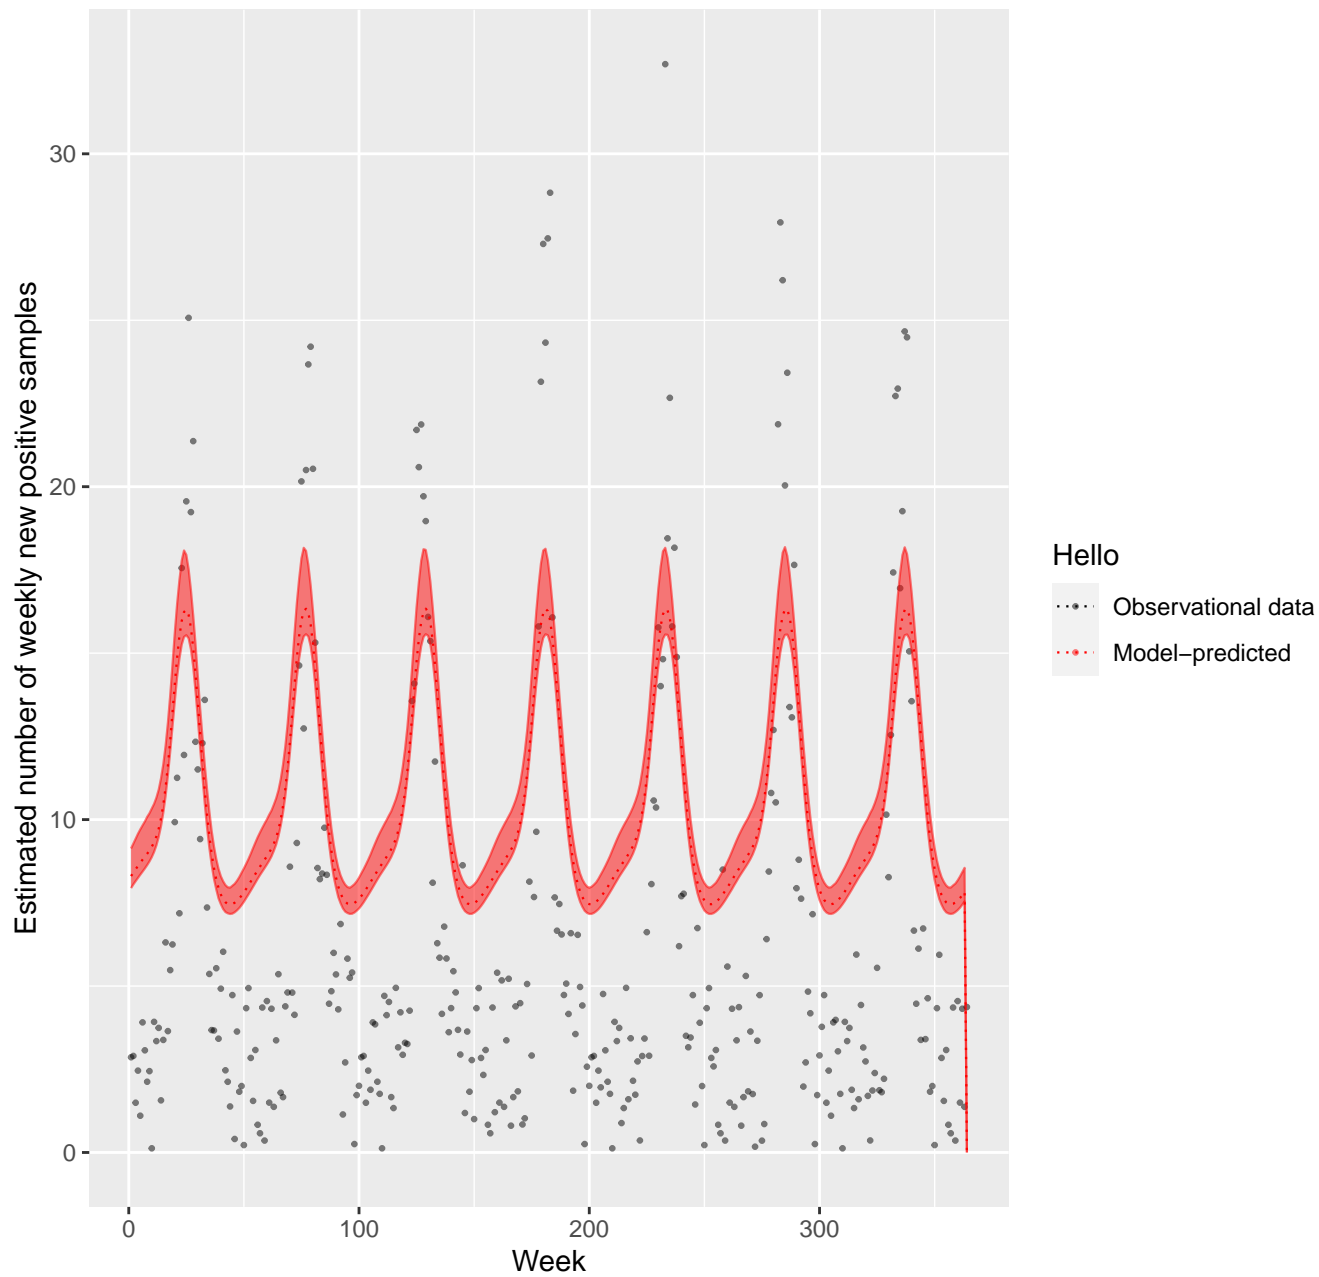 Estimated number of weekly new positive samples
30
20
10
0
0
100
200
300
Week
Hello
Observational data
Model−predicted